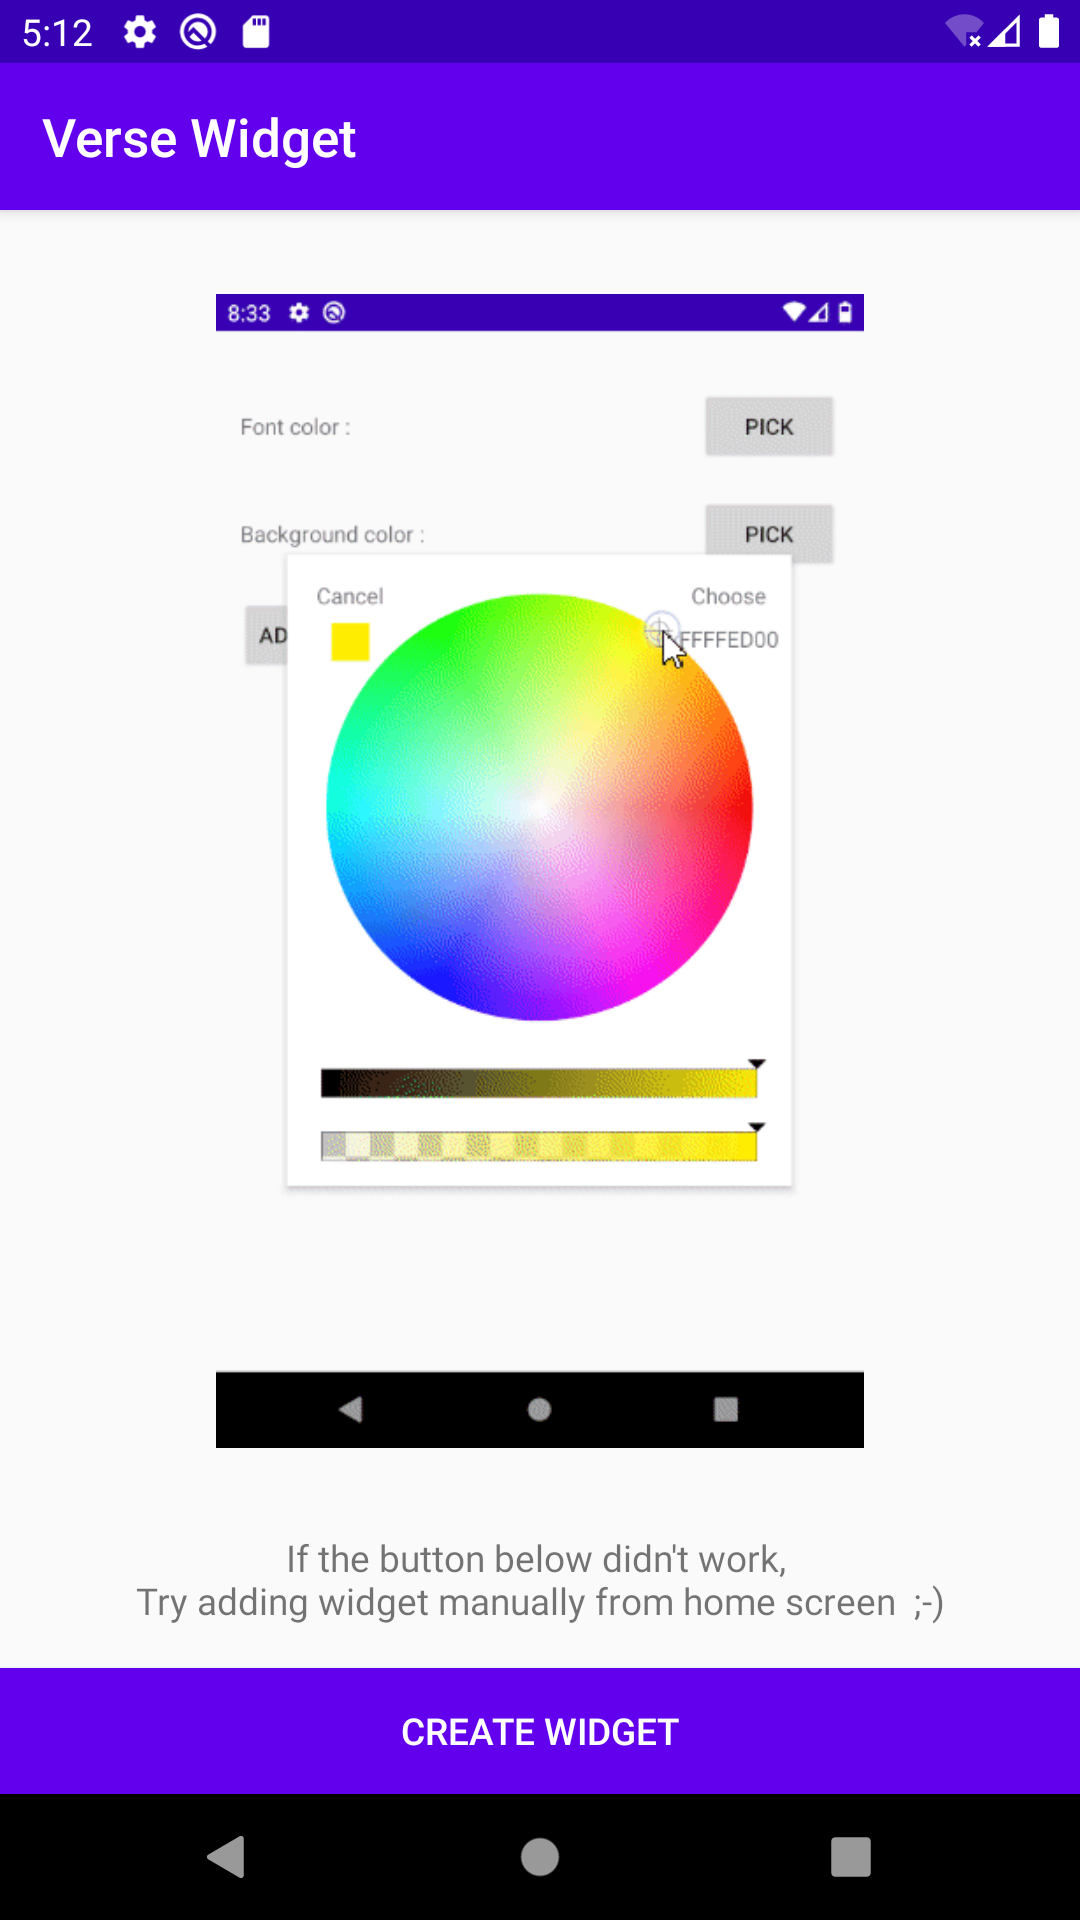 5:12
Verse Widget
8:33
Font color :
PICK
Background color :
PICK
Cancel
Choose
AD
FFFFED00
If the button below didn't work,
Try adding widget manually from home screen ;-)
CREATE WIDGET